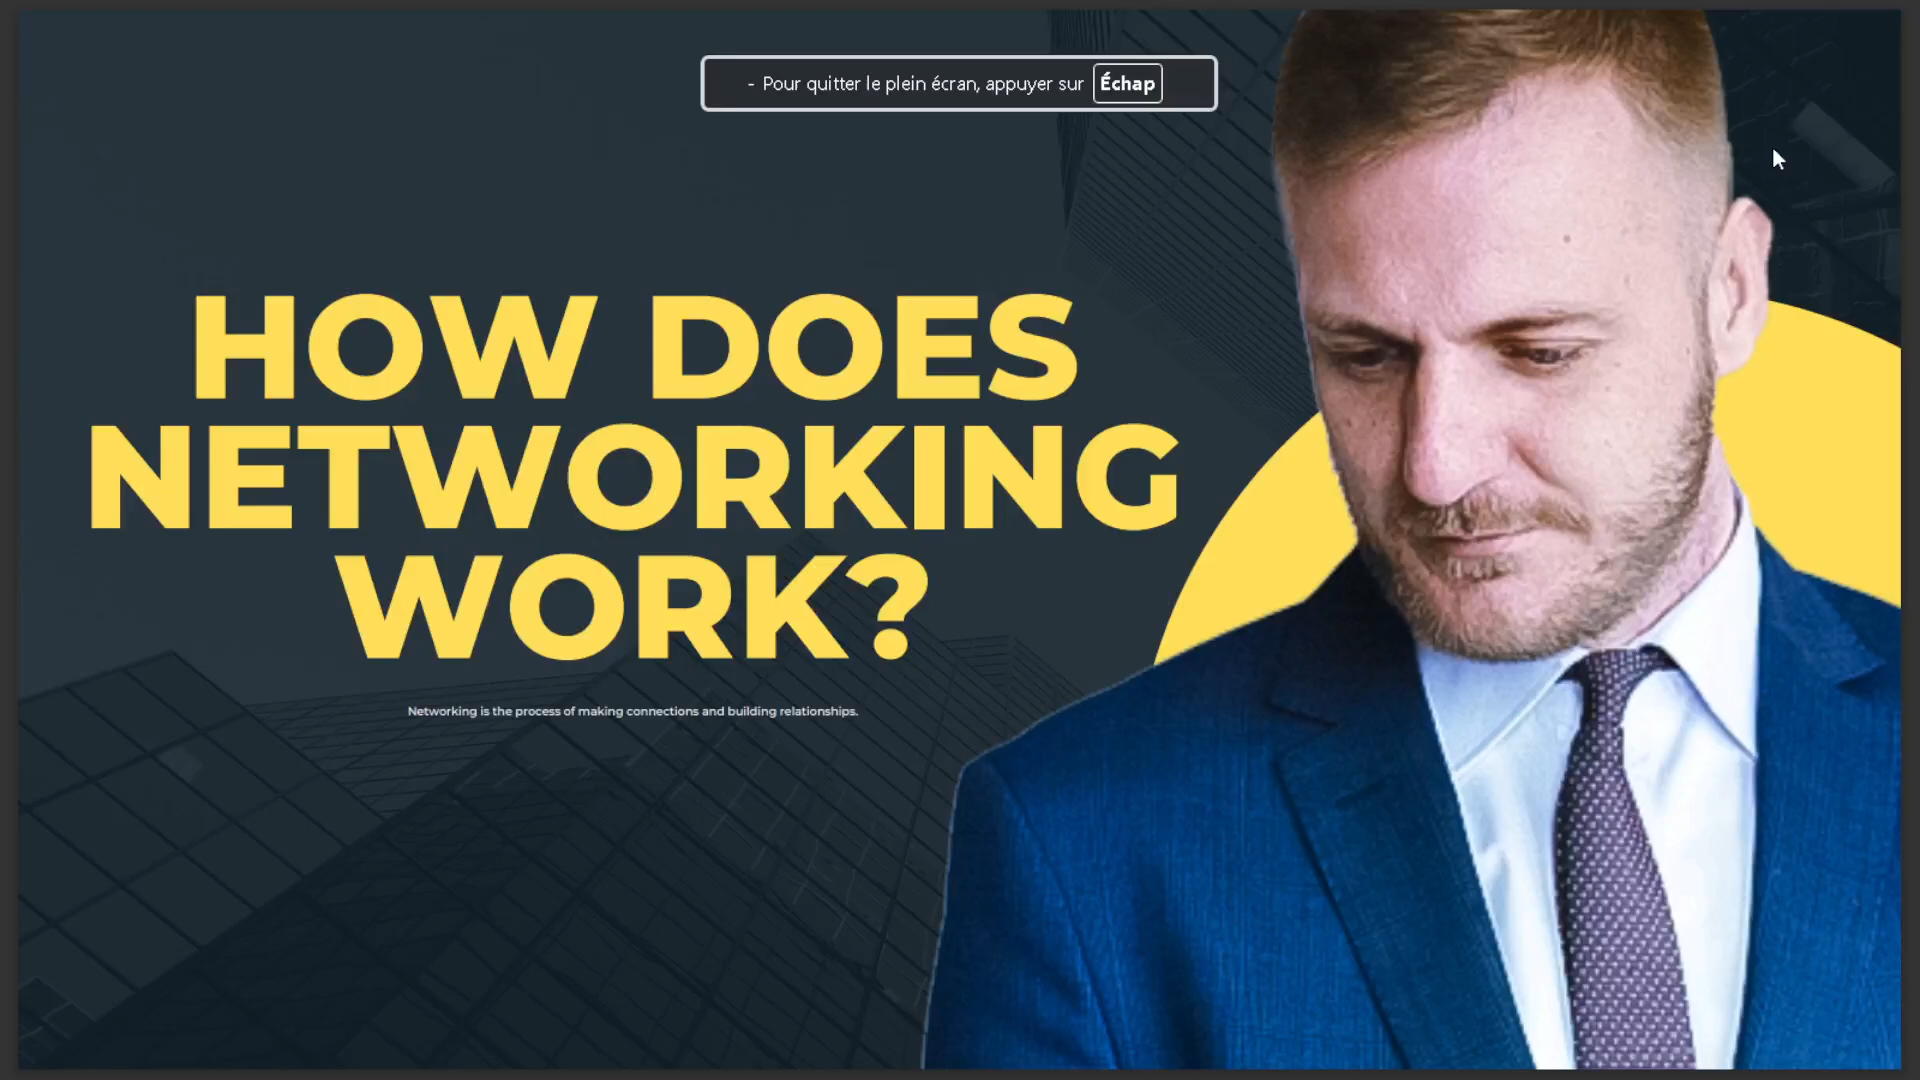 - Pour quitter le plein écran, appuyer sur Échap
HOW DOES
NETWORKING
WORK?
Networking is the process of making connections and building relationships.